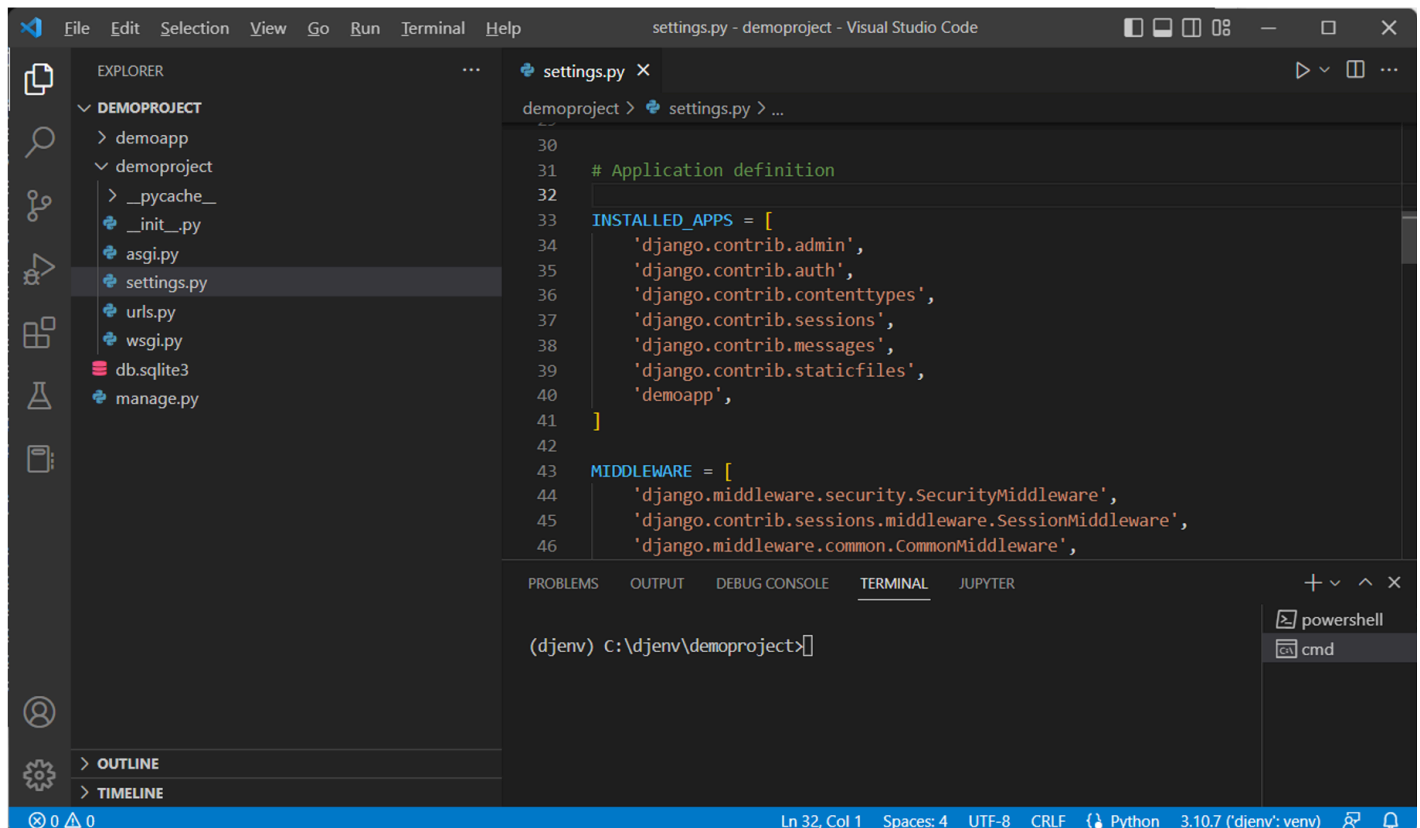 File Edit Selection View Go Run Terminal Help
settings.py - demoproject - Visual Studio Code
EXPLORER
DEMOPROJECT
demoapp
demoproject
__pycache__
__init__.py
asgi.py
settings.py
urls.py
wsgi.py
db.sqlite3
manage.py
OUTLINE
TIMELINE
settings.py
demoproject > settings.py > ...
30
31 # Application definition
32
33 INSTALLED_APPS = [
34     'django.contrib.admin',
35     'django.contrib.auth',
36     'django.contrib.contenttypes',
37     'django.contrib.sessions',
38     'django.contrib.messages',
39     'django.contrib.staticfiles',
40     'demoapp',
41 ]
42
43 MIDDLEWARE = [
44     'django.middleware.security.SecurityMiddleware',
45     'django.contrib.sessions.middleware.SessionMiddleware',
46     'django.middleware.common.CommonMiddleware',
PROBLEMS OUTPUT DEBUG CONSOLE TERMINAL JUPYTER
(djenv) C:\djenv\demoproject>
powershell
cmd
0 0 Ln 32, Col 1 Spaces: 4 UTF-8 CRLF Python 3.10.7 ('djenv': venv)